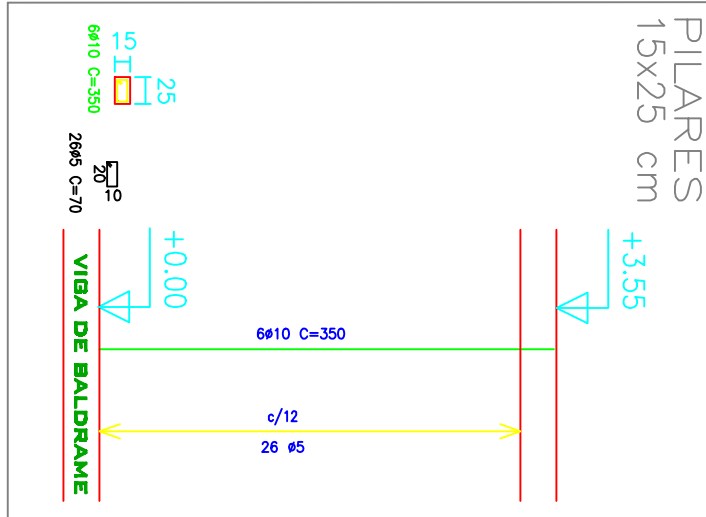 PILARES
15x25 cm
15
25
6ø10 C=350
20
10
26ø5 C=70
+3.55
+0.00
6ø10 C=350
c/12
26 ø5
VIGA DE BALDRAME